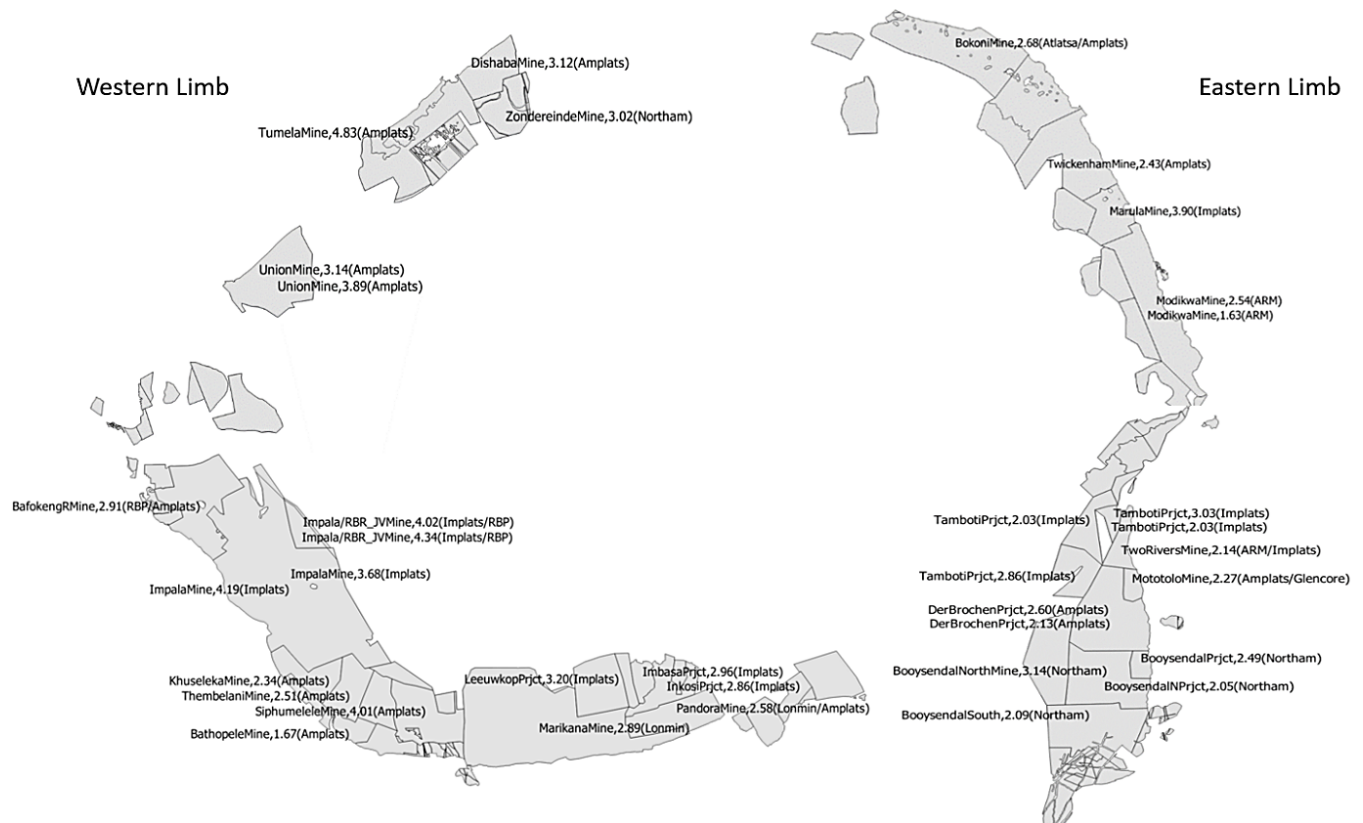 Western Limb
DishabaMine,3.12(Amplats)
ZondereindeMine,3.02(Northam)
TumelaMine,4.83(Amplats)
UnionMine,3.14(Amplats)
UnionMine,3.89(Amplats)
BafokengRMine,2.91(RBP/Amplats)
Impala/RBR_JVMine,4.02(Implats/RBP)
Impala/RBR_JVMine,4.34(Implats/RBP)
ImpalaMine,3.68(Implats)
ImpalaMine,4.19(Implats)
KhuselekaMine,2.34(Amplats)
ThembelaniMine,2.51(Amplats)
SiphumeleleMine,4.01(Amplats)
BathopeleMine,1.67(Amplats)
LeeuwkopPrjct,3.20(Implats)
ImbasaPrjct,2.96(Implats)
InkosiPrjct,2.86(Implats)
PandoraMine,2.58(Lonmin/Amplats)
MarikanaMine,2.89(Lonmin)
Eastern Limb
BokoniMine,2.68(Atlatsa/Amplats)
TwickenhamMine,2.43(Amplats)
MarulaMine,3.90(Implats)
ModikwaMine,2.54(ARM)
ModikwaMine,1.63(ARM)
TambotiPrjct,2.03(Implats)
TambotiPrjct,3.03(Implats)
TambotiPrjct,2.03(Implats)
TwoRiversMine,2.14(ARM/Implats)
TambotiPrjct,2.86(Implats)
MototoloMine,2.27(Amplats/Glencore)
DerBrochenPrjct,2.60(Amplats)
DerBrochenPrjct,2.13(Amplats)
BooysendalPrjct,2.49(Northam)
BooysendalNorthMine,3.14(Northam)
BooysendalNPrjct,2.05(Northam)
BooysendalSouth,2.09(Northam)